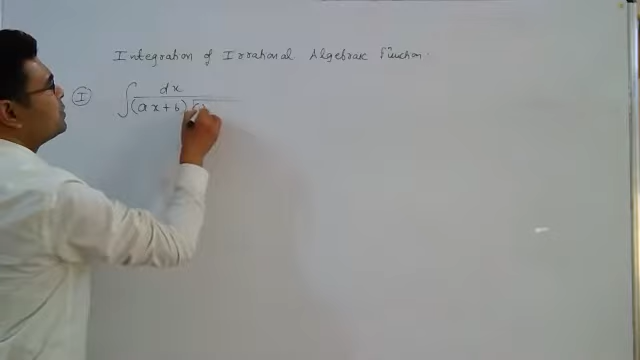 Integration of Irrational Algebraic Function.
I ∫ dx / (ax+b)√